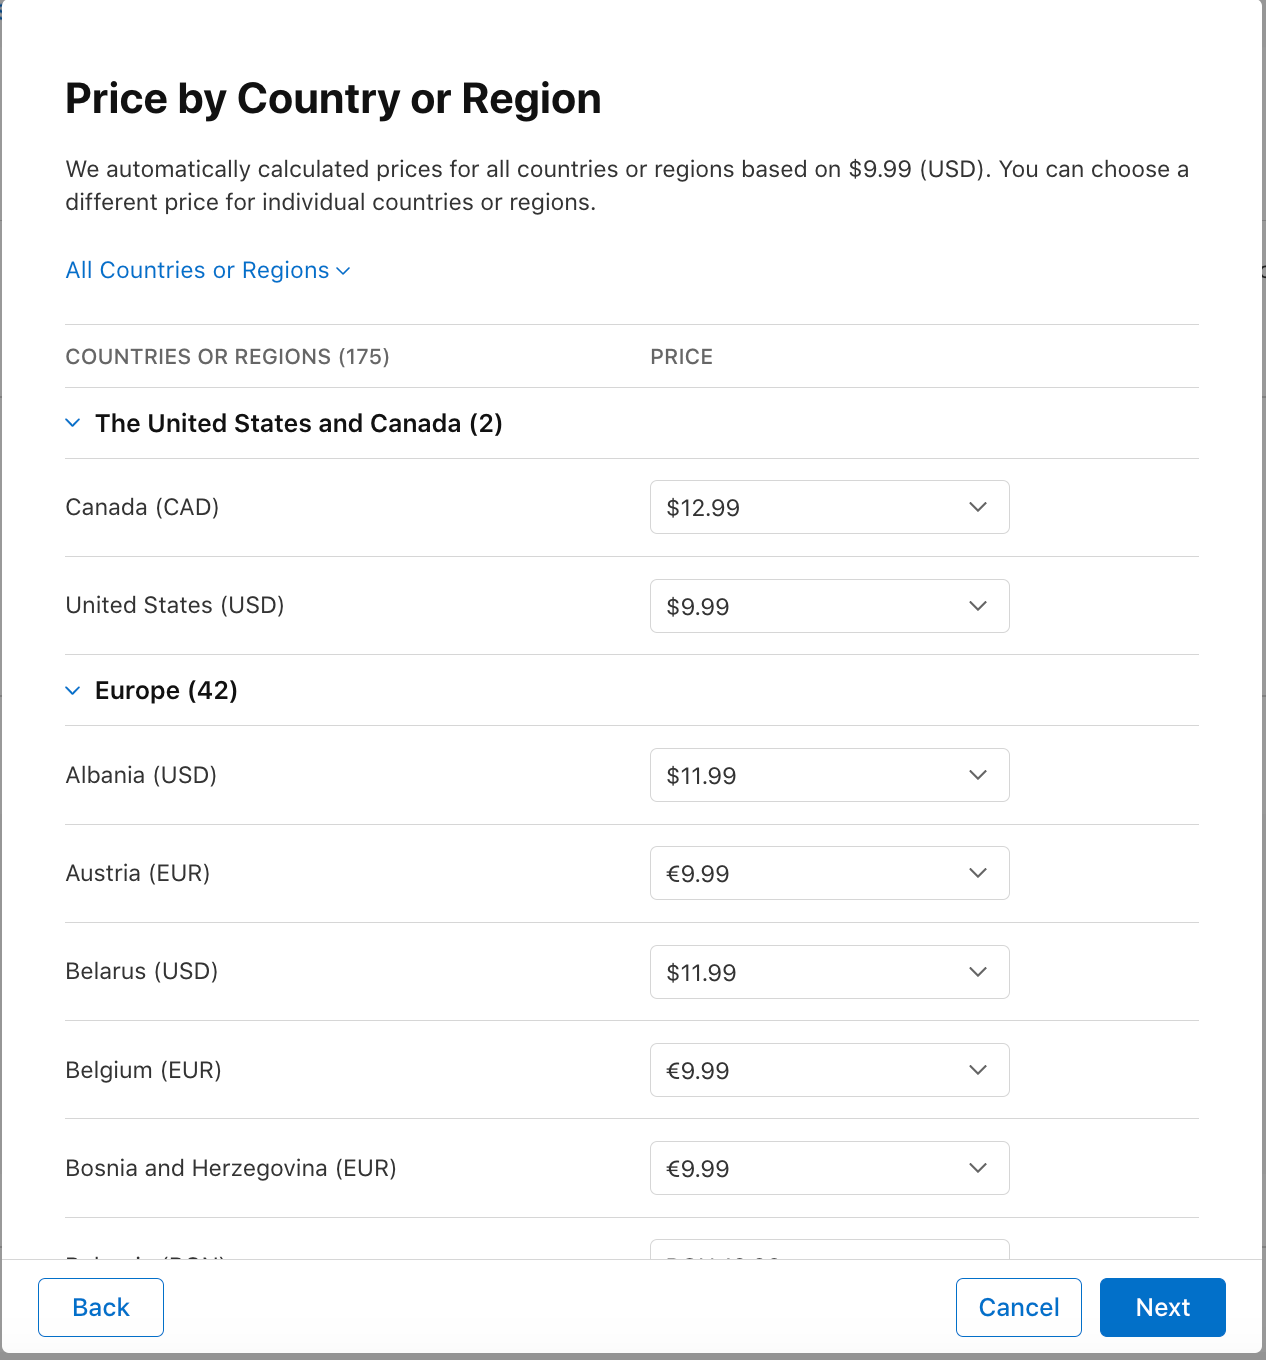 Price by Country or Region
We automatically calculated prices for all countries or regions based on $9.99 (USD). You can choose a
different price for individual countries or regions.
All Countries or Regions
COUNTRIES OR REGIONS (175) PRICE
The United States and Canada (2)
Canada (CAD) $12.99
United States (USD) $9.99
Europe (42)
Albania (USD) $11.99
Austria (EUR) €9.99
Belarus (USD) $11.99
Belgium (EUR) €9.99
Bosnia and Herzegovina (EUR) €9.99
Back Cancel Next